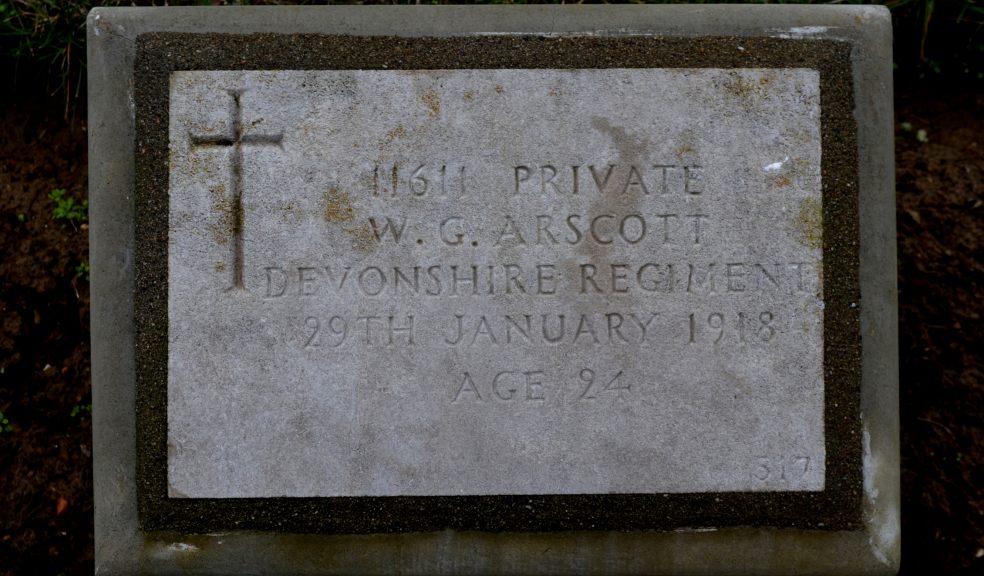 11611 PRIVATE
W. G. ARSCOTT
DEVONSHIRE REGIMENT
29TH JANUARY 1918
AGE 24
317